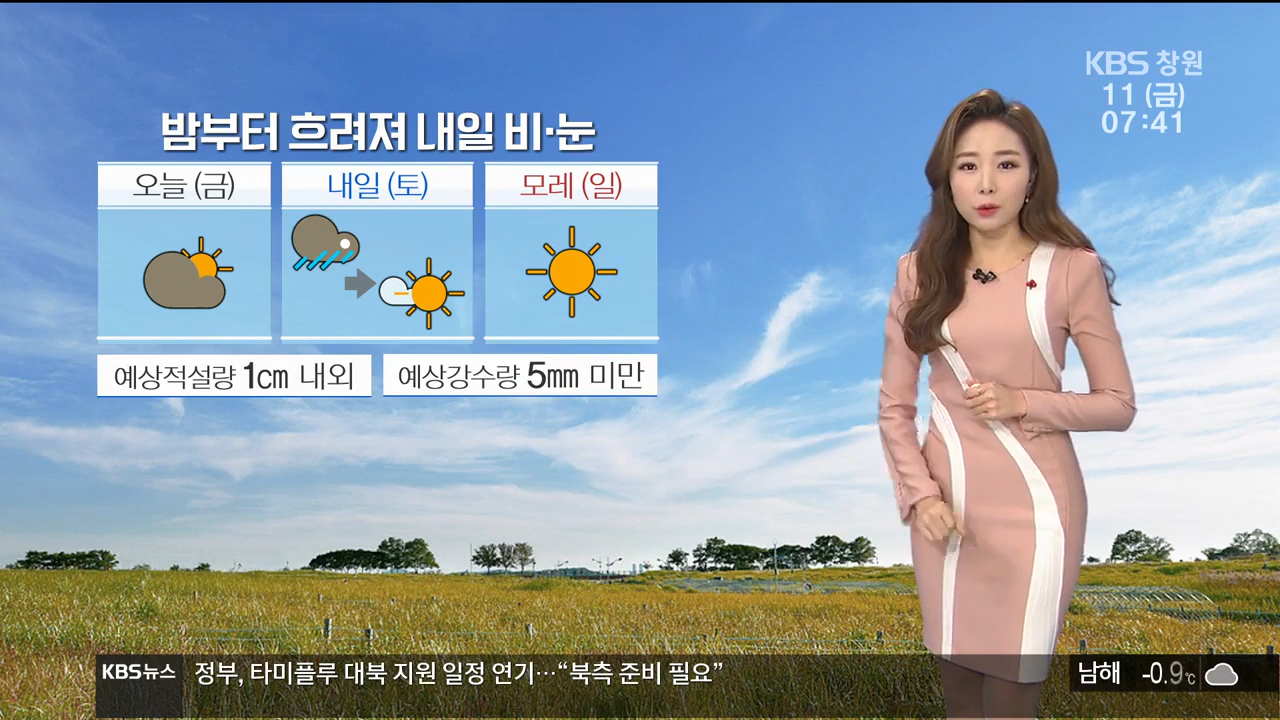 KBS 창원
11 (금)
07:41
밤부터 흐려져 내일 비·눈
오늘 (금)
내일 (토)
모레 (일)
예상적설량 1cm 내외
예상강수량 5mm 미만
KBS뉴스 정부, 타미플루 대북 지원 일정 연기…“북측 준비 필요”
남해 -0.9℃